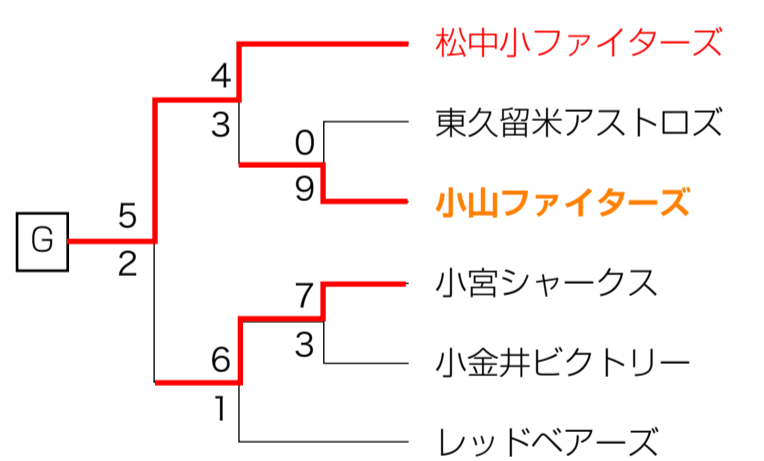 松中小ファイターズ
4
3
東久留米アストロズ
0
9
小山ファイターズ
5
G
2
小宮シャークス
7
3
小金井ビクトリー
6
1
レッドベアーズ